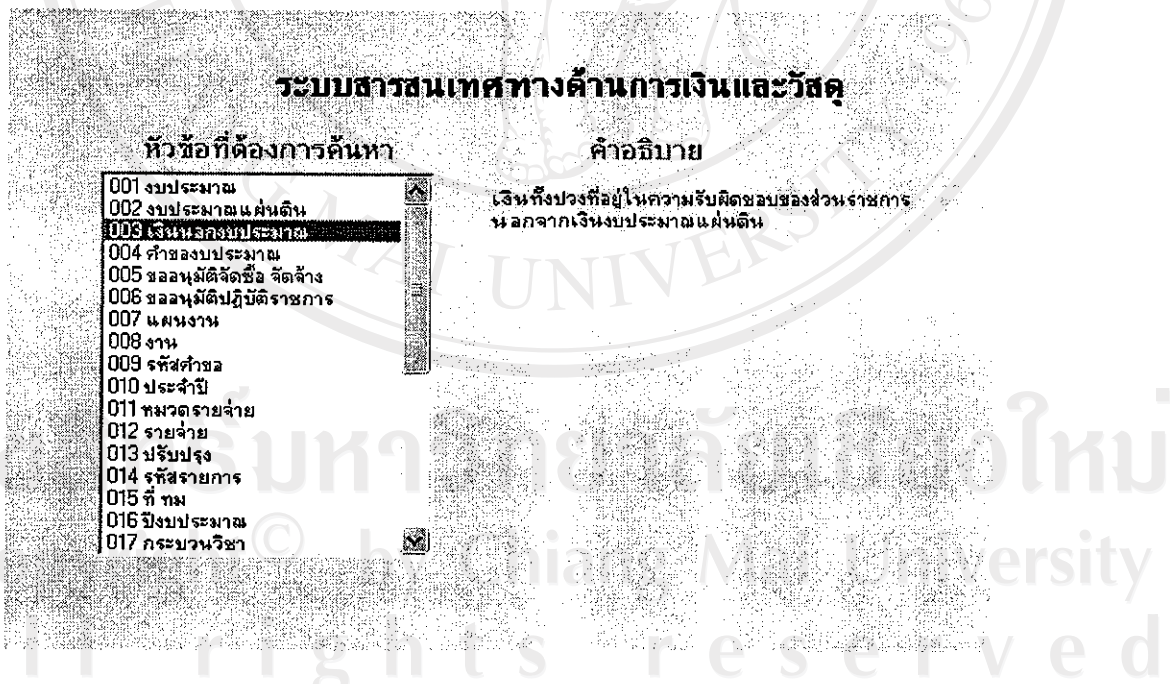 ระบบสารสนเทศทางด้านการเงินและวัสดุ
หัวข้อที่ต้องการค้นหา
คำอธิบาย
001 งบประมาณ
002 งบประมาณแผ่นดิน
003 เงินนอกงบประมาณ
004 คำของบประมาณ
005 ขออนุมัติจัดซื้อ จัดจ้าง
006 ขออนุมัติปฏิบัติราชการ
007 แผนงาน
008 งาน
009 รหัสคำขอ
010 ประจำปี
011 หมวดรายจ่าย
012 รายจ่าย
013 ปรับปรุง
014 รหัสรายการ
015 ที่ ทม
016 ปีงบประมาณ
017 กระบวนวิชา
เงินทั้งปวงที่อยู่ในความรับผิดชอบของส่วนราชการ
นอกจากเงินงบประมาณแผ่นดิน
MAI UNIVERSITY 196
© by Chiang Mai University
rights reserved